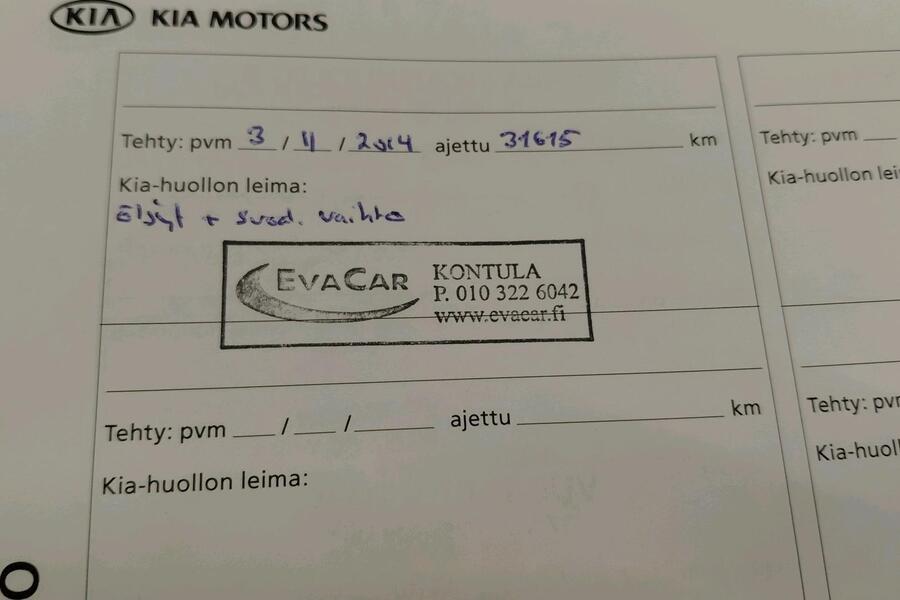 KIA KIA MOTORS
Tehty: pvm 3 / 11 / 2014 ajettu 31615 km
Kia-huollon leima:
Öljyt + suod. vaihto
EVACAR
KONTULA
P. 010 322 6042
www.evacar.fi
Tehty: pvm / / ajettu km
Kia-huollon leima:
Tehty: pvm
Kia-huollon lei
Tehty: pvm
Kia-huol
O